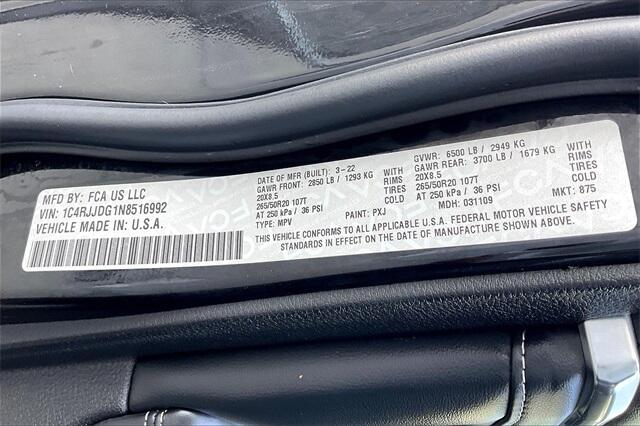 MFD BY: FCA US LLC
VIN: 1C4RJJDG1N8516992
VEHICLE MADE IN: U.S.A.
DATE OF MFR (BUILT): 3-22 GVWR: 6500 LB / 2949 KG
GAWR FRONT: 2850 LB / 1293 KG WITH GAWR REAR: 3700 LB / 1679 KG WITH
20X8.5 RIMS 20X8.5 RIMS
265/50R20 107T TIRES 265/50R20 107T TIRES
AT 250 kPa / 36 PSI COLD AT 250 kPa / 36 PSI COLD
TYPE: MPV PAINT: PXJ MDH: 031109 MKT: 875
THIS VEHICLE CONFORMS TO ALL APPLICABLE U.S.A. FEDERAL MOTOR VEHICLE SAFETY
STANDARDS IN EFFECT ON THE DATE OF MANUFACTURE SHOWN ABOVE.